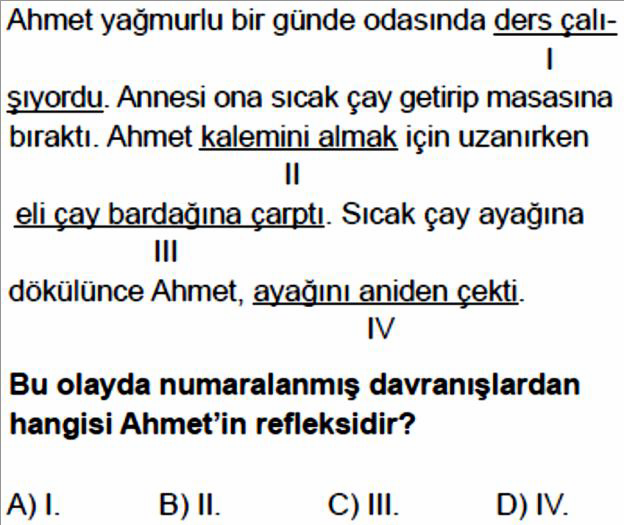 Ahmet yağmurlu bir günde odasında ders çalı-
I
şıyordu. Annesi ona sıcak çay getirip masasına
bıraktı. Ahmet kalemini almak için uzanırken
II
eli çay bardağına çarptı. Sıcak çay ayağına
III
dökülünce Ahmet, ayağını aniden çekti.
IV
Bu olayda numaralanmış davranışlardan
hangisi Ahmet’in refleksidir?
A) I. B) II. C) III. D) IV.